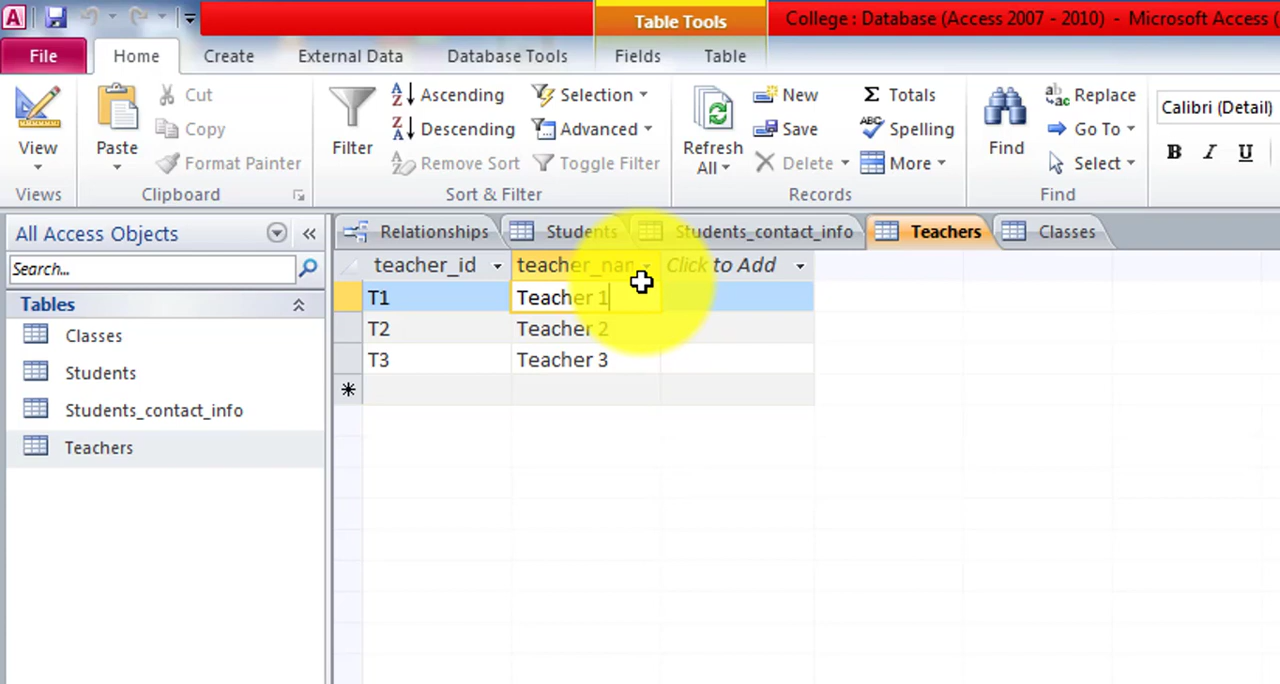 Table Tools
College : Database (Access 2007 - 2010) - Microsoft Access (
File Home Create External Data Database Tools Fields Table
View
Views
Paste
Cut
Copy
Format Painter
Clipboard
Filter
Ascending
Descending
Remove Sort
Selection
Advanced
Toggle Filter
Sort & Filter
Refresh
All
New
Save
Delete
Totals
Spelling
More
Records
Find
Replace
Go To
Select
Find
Calibri (Detail)
B I U
All Access Objects
Search...
Tables
Classes
Students
Students_contact_info
Teachers
Relationships Students Students_contact_info Teachers Classes
teacher_id teacher_nam Click to Add
T1 Teacher 1
T2 Teacher 2
T3 Teacher 3